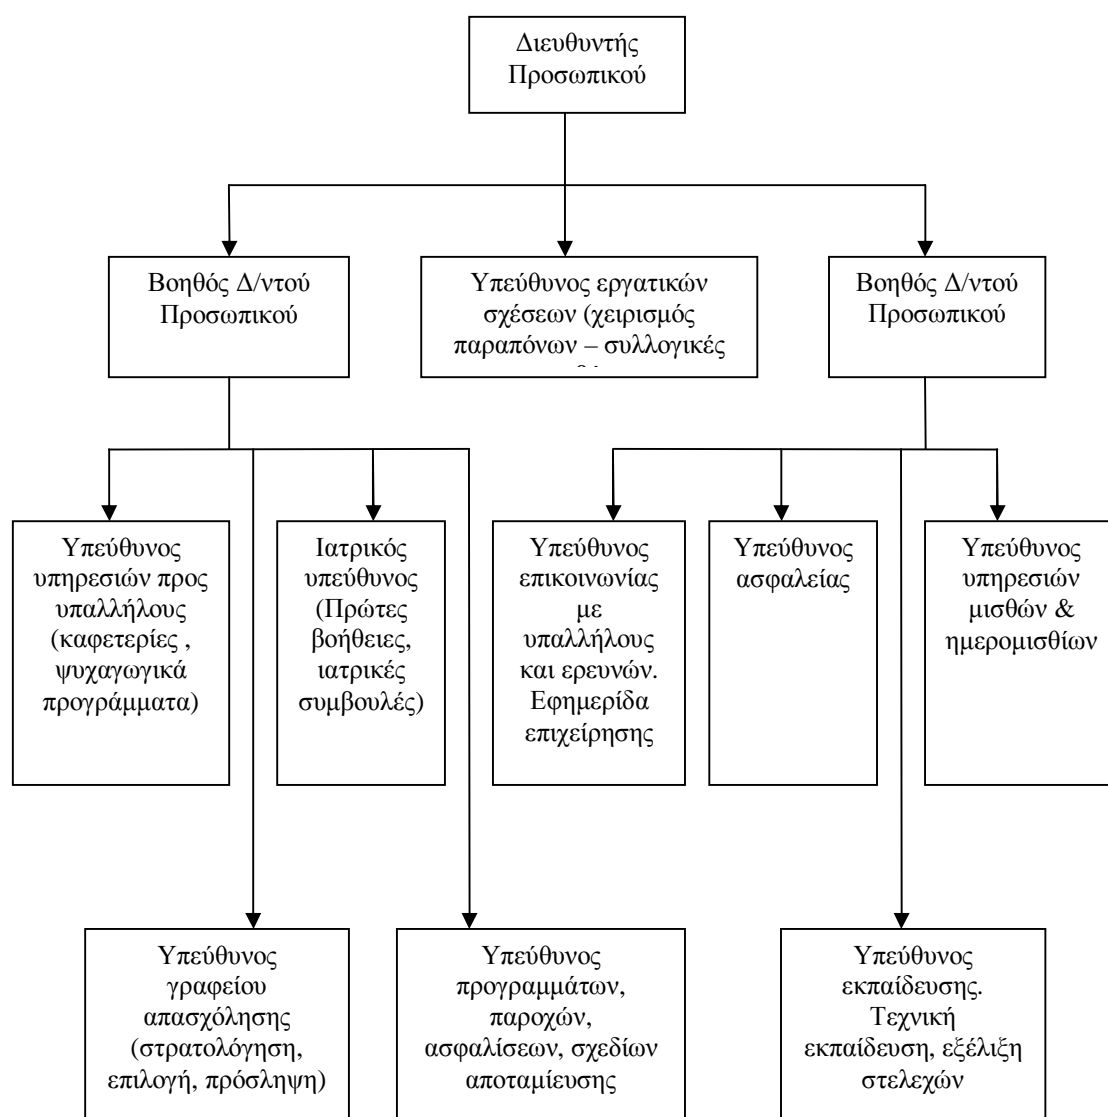 Διευθυντής
Προσωπικού
Βοηθός Δ/ντού
Προσωπικού
Υπεύθυνος εργατικών
σχέσεων (χειρισμός
παραπόνων – συλλογικές
Βοηθός Δ/ντού
Προσωπικού
Υπεύθυνος
υπηρεσιών προς
υπαλλήλους
(καφετερίες ,
ψυχαγωγικά
προγράμματα)
Ιατρικός
υπεύθυνος
(Πρώτες
βοήθειες,
ιατρικές
συμβουλές)
Υπεύθυνος
επικοινωνίας
με
υπαλλήλους
και ερευνών.
Εφημερίδα
επιχείρησης
Υπεύθυνος
ασφαλείας
Υπεύθυνος
υπηρεσιών
μισθών &
ημερομισθίων
Υπεύθυνος
γραφείου
απασχόλησης
(στρατολόγηση,
επιλογή, πρόσληψη)
Υπεύθυνος
προγραμμάτων,
παροχών,
ασφαλίσεων, σχεδίων
αποταμίευσης
Υπεύθυνος
εκπαίδευσης.
Τεχνική
εκπαίδευση, εξέλιξη
στελεχών